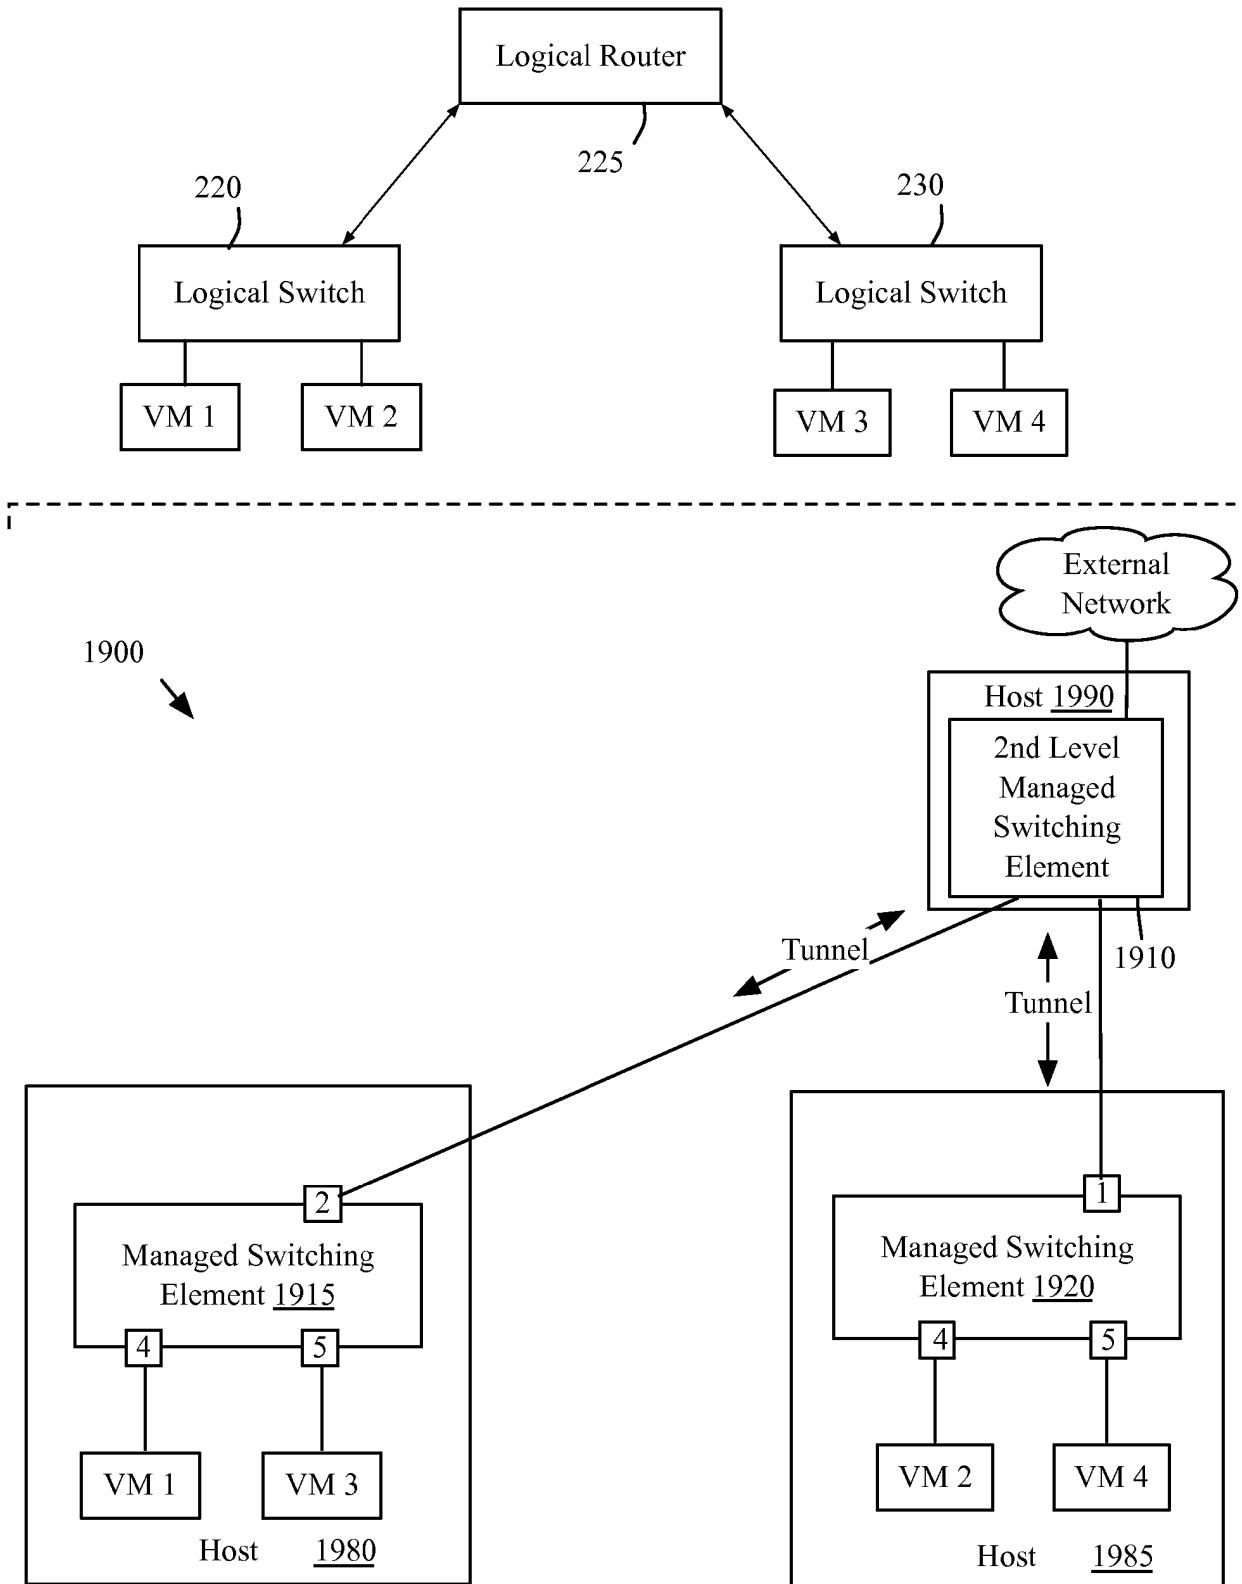 Logical Router
225
220
230
Logical Switch
Logical Switch
VM 1
VM 2
VM 3
VM 4
External
Network
1900
Host 1990
2nd Level
Managed
Switching
Element
1910
Tunnel
Tunnel
2
Managed Switching
Element 1915
4
5
VM 1
VM 3
Host 1980
1
Managed Switching
Element 1920
4
5
VM 2
VM 4
Host 1985